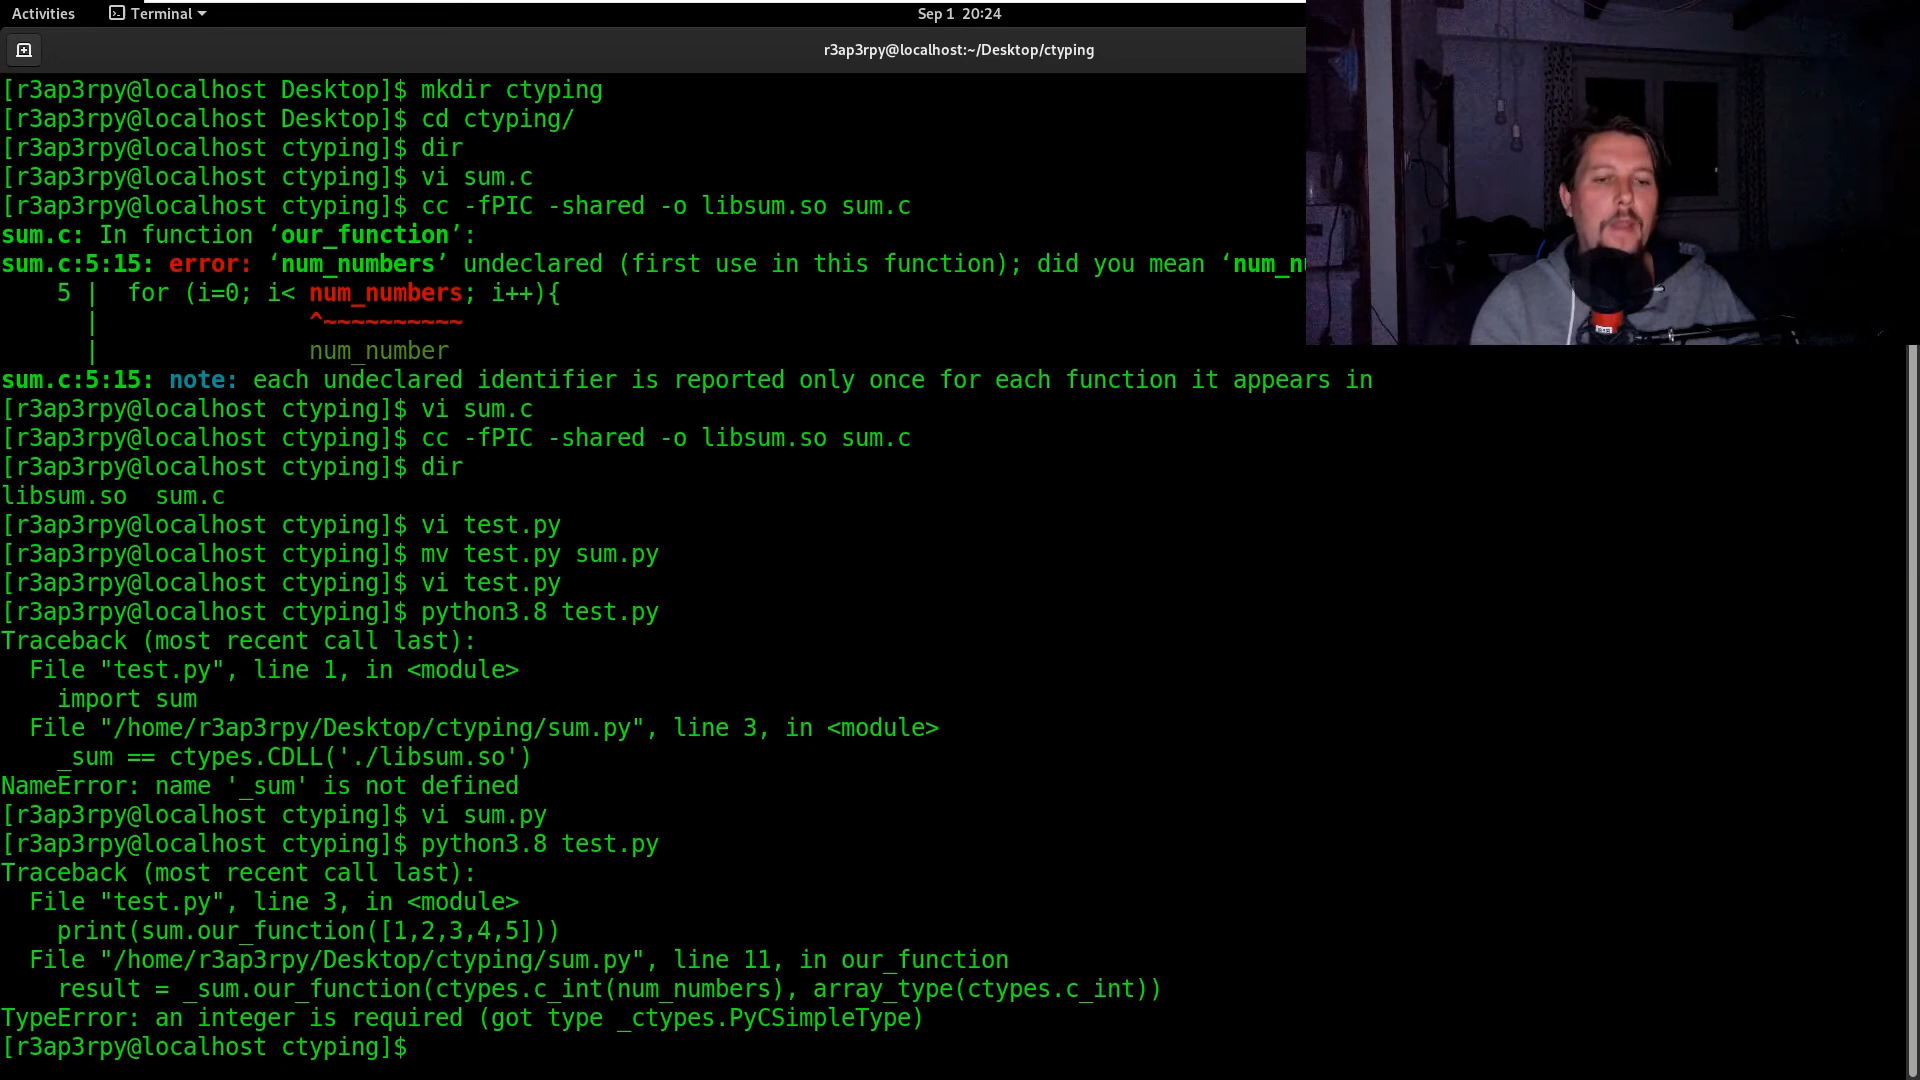 Activities
Terminal
Sep 1 20:24
r3ap3rpy@localhost:~/Desktop/ctyping
[r3ap3rpy@localhost Desktop]$ mkdir ctyping
[r3ap3rpy@localhost Desktop]$ cd ctyping/
[r3ap3rpy@localhost ctyping]$ dir
[r3ap3rpy@localhost ctyping]$ vi sum.c
[r3ap3rpy@localhost ctyping]$ cc -fPIC -shared -o libsum.so sum.c
sum.c: In function ‘our_function’:
sum.c:5:15: error: ‘num_numbers’ undeclared (first use in this function); did you mean
    5 |  for (i=0; i< num_numbers; i++){
      |               ^~~~~~~~~~~
      |               num_number
sum.c:5:15: note: each undeclared identifier is reported only once for each function it appears in
[r3ap3rpy@localhost ctyping]$ vi sum.c
[r3ap3rpy@localhost ctyping]$ cc -fPIC -shared -o libsum.so sum.c
[r3ap3rpy@localhost ctyping]$ dir
libsum.so  sum.c
[r3ap3rpy@localhost ctyping]$ vi test.py
[r3ap3rpy@localhost ctyping]$ mv test.py sum.py
[r3ap3rpy@localhost ctyping]$ vi test.py
[r3ap3rpy@localhost ctyping]$ python3.8 test.py
Traceback (most recent call last):
  File "test.py", line 1, in <module>
    import sum
  File "/home/r3ap3rpy/Desktop/ctyping/sum.py", line 3, in <module>
    _sum == ctypes.CDLL('./libsum.so')
NameError: name '_sum' is not defined
[r3ap3rpy@localhost ctyping]$ vi sum.py
[r3ap3rpy@localhost ctyping]$ python3.8 test.py
Traceback (most recent call last):
  File "test.py", line 3, in <module>
    print(sum.our_function([1,2,3,4,5]))
  File "/home/r3ap3rpy/Desktop/ctyping/sum.py", line 11, in our_function
    result = _sum.our_function(ctypes.c_int(num_numbers), array_type(ctypes.c_int))
TypeError: an integer is required (got type _ctypes.PyCSimpleType)
[r3ap3rpy@localhost ctyping]$